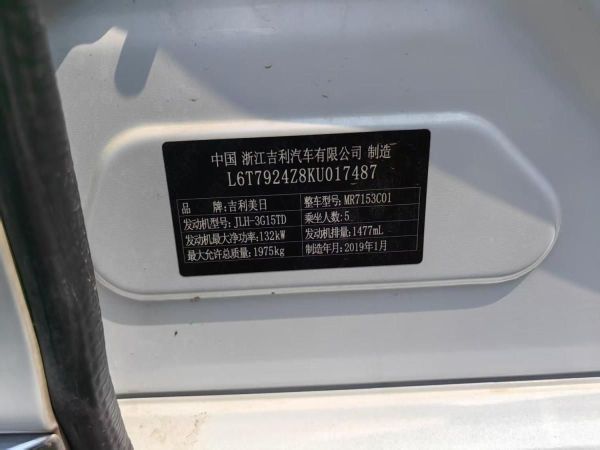 中国 浙江吉利汽车有限公司 制造
L6T7924Z8KU017487
品 牌:吉利美日 整车型号:MR7153C01
发动机型号:JLH-3G15TD 乘坐人数:5
发动机最大净功率:132kW 发动机排量:1477mL
最大允许总质量:1975kg 制造年月:2019年1月